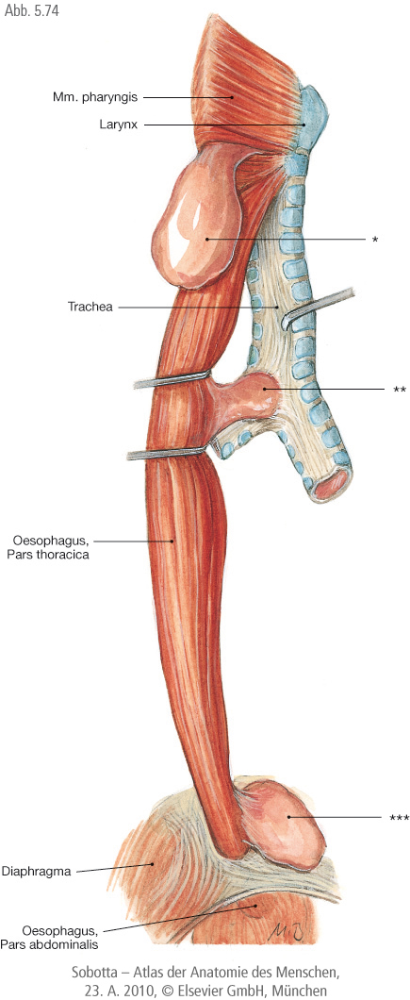 Abb. 5.74
Mm. pharyngis
Larynx
*
Trachea
**
Oesophagus,
Pars thoracica
***
Diaphragma
Oesophagus,
Pars abdominalis
Sobotta – Atlas der Anatomie des Menschen,
23. A. 2010, © Elsevier GmbH, München